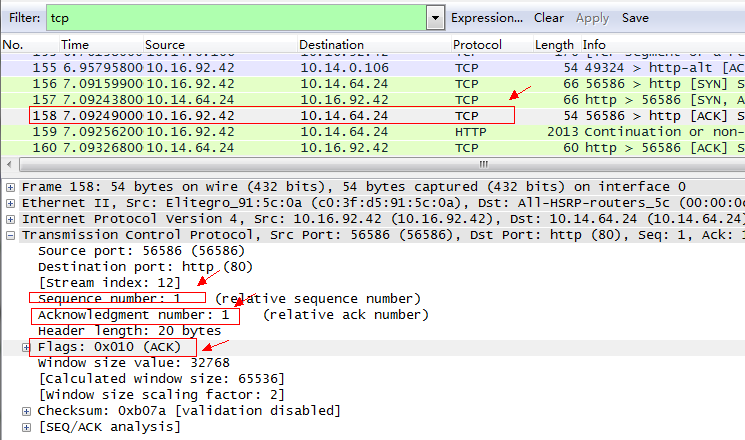 Filter: tcp Expression... Clear Apply Save
No. Time Source Destination Protocol Length Info
155 6.95795800 10.16.92.42 10.14.0.106 TCP 54 49324 > http-alt [AC
156 7.09159900 10.16.92.42 10.14.64.24 TCP 66 56586 > http [SYN] S
157 7.09243800 10.14.64.24 10.16.92.42 TCP 66 http > 56586 [SYN, A
158 7.09249000 10.16.92.42 10.14.64.24 TCP 54 56586 > http [ACK] S
159 7.09256200 10.16.92.42 10.14.64.24 HTTP 2013 Continuation or non-
160 7.09326800 10.14.64.24 10.16.92.42 TCP 60 http > 56586 [ACK] S
Frame 158: 54 bytes on wire (432 bits), 54 bytes captured (432 bits) on interface 0
Ethernet II, Src: Elitegro_91:5c:0a (c0:3f:d5:91:5c:0a), Dst: All-HSRP-routers_5c (00:00:0c
Internet Protocol Version 4, Src: 10.16.92.42 (10.16.92.42), Dst: 10.14.64.24 (10.14.64.24)
Transmission Control Protocol, Src Port: 56586 (56586), Dst Port: http (80), Seq: 1, Ack: 1
Source port: 56586 (56586)
Destination port: http (80)
[Stream index: 12]
Sequence number: 1 (relative sequence number)
Acknowledgment number: 1 (relative ack number)
Header length: 20 bytes
Flags: 0x010 (ACK)
Window size value: 32768
[Calculated window size: 65536]
[Window size scaling factor: 2]
Checksum: 0xb07a [validation disabled]
[SEQ/ACK analysis]